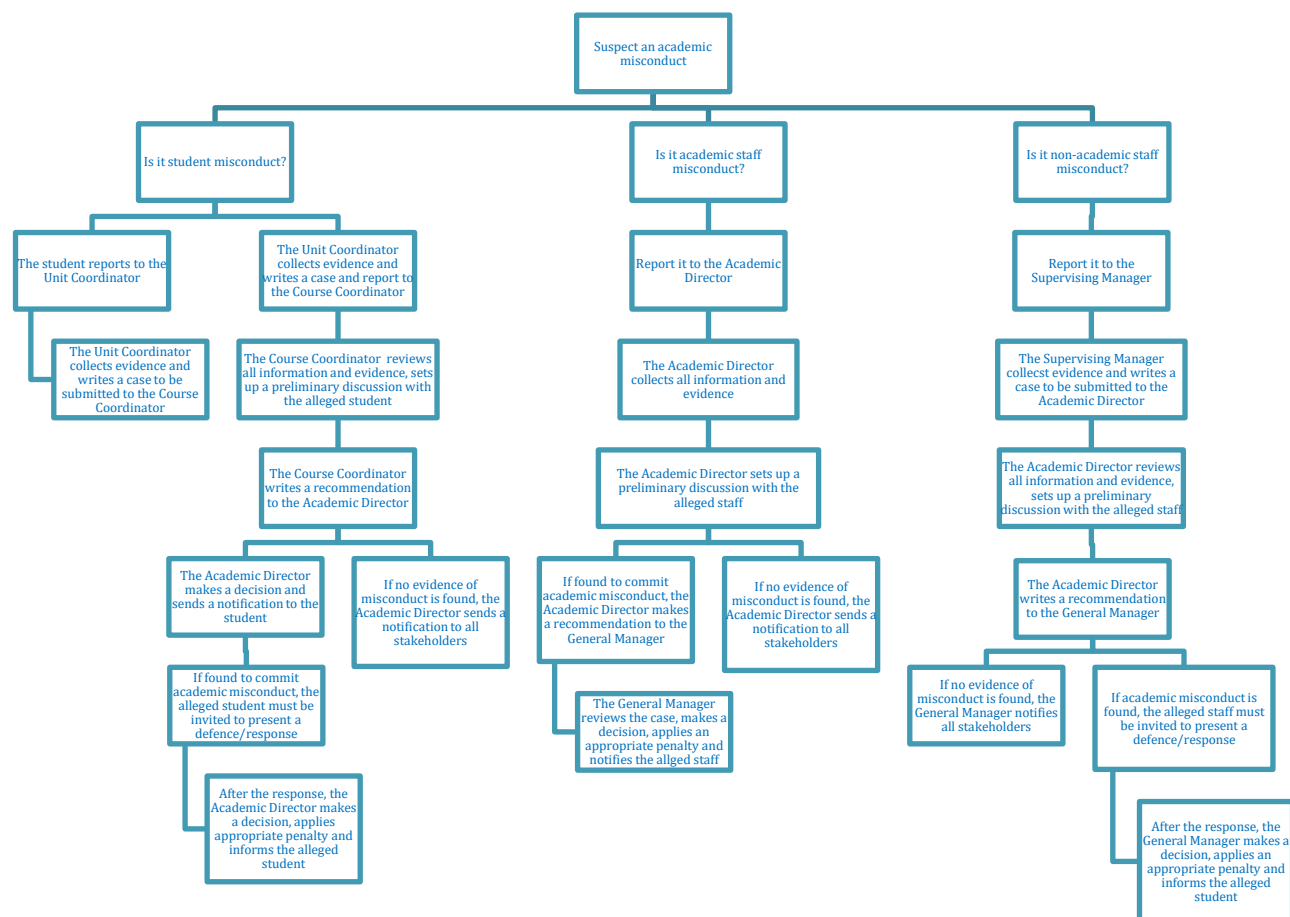 Suspect an academic
misconduct
Is it student misconduct?
Is it academic staff
misconduct?
Is it non-academic staff
misconduct?
The student reports to the
Unit Coordinator
The Unit Coordinator
collects evidence and
writes a case and report to
the Course Coordinator
Report it to the Academic
Director
Report it to the
Supervising Manager
The Unit Coordinator
collects evidence and
writes a case to be
submitted to the Course
Coordinator
The Course Coordinator reviews
all information and evidence, sets
up a preliminary discussion with
the alleged student
The Academic Director
collects all information and
evidence
The Supervising Manager
collecst evidence and writes a
case to be submitted to the
Academic Director
The Course Coordinator
writes a recommendation
to the Academic Director
The Academic Director sets up a
preliminary discussion with the
alleged staff
The Academic Director reviews
all information and evidence,
sets up a preliminary
discussion with the alleged staff
The Academic Director
makes a decision and
sends a notification to the
student
If no evidence of
misconduct is found, the
Academic Director sends a
notification to all
stakeholders
If found to commit
academic misconduct, the
Academic Director makes
a recommendation to the
General Manager
If no evidence of
misconduct is found, the
Academic Director sends a
notification to all
stakeholders
The Academic Director
writes a recommendation
to the General Manager
If found to commit
academic misconduct, the
alleged student must be
invited to present a
defence/response
The General Manager
reviews the case, makes a
decision, applies an
appropriate penalty and
notifies the allged staff
If no evidence of
misconduct is found, the
General Manager notifies
all stakeholders
If academic misconduct is
found, the alleged staff must
be invited to present a
defence/response
After the response, the
Academic Director makes
a decision, applies
appropriate penalty and
informs the alleged
student
After the response, the
General Manager makes a
decision, applies an
appropriate penalty and
informs the alleged
student